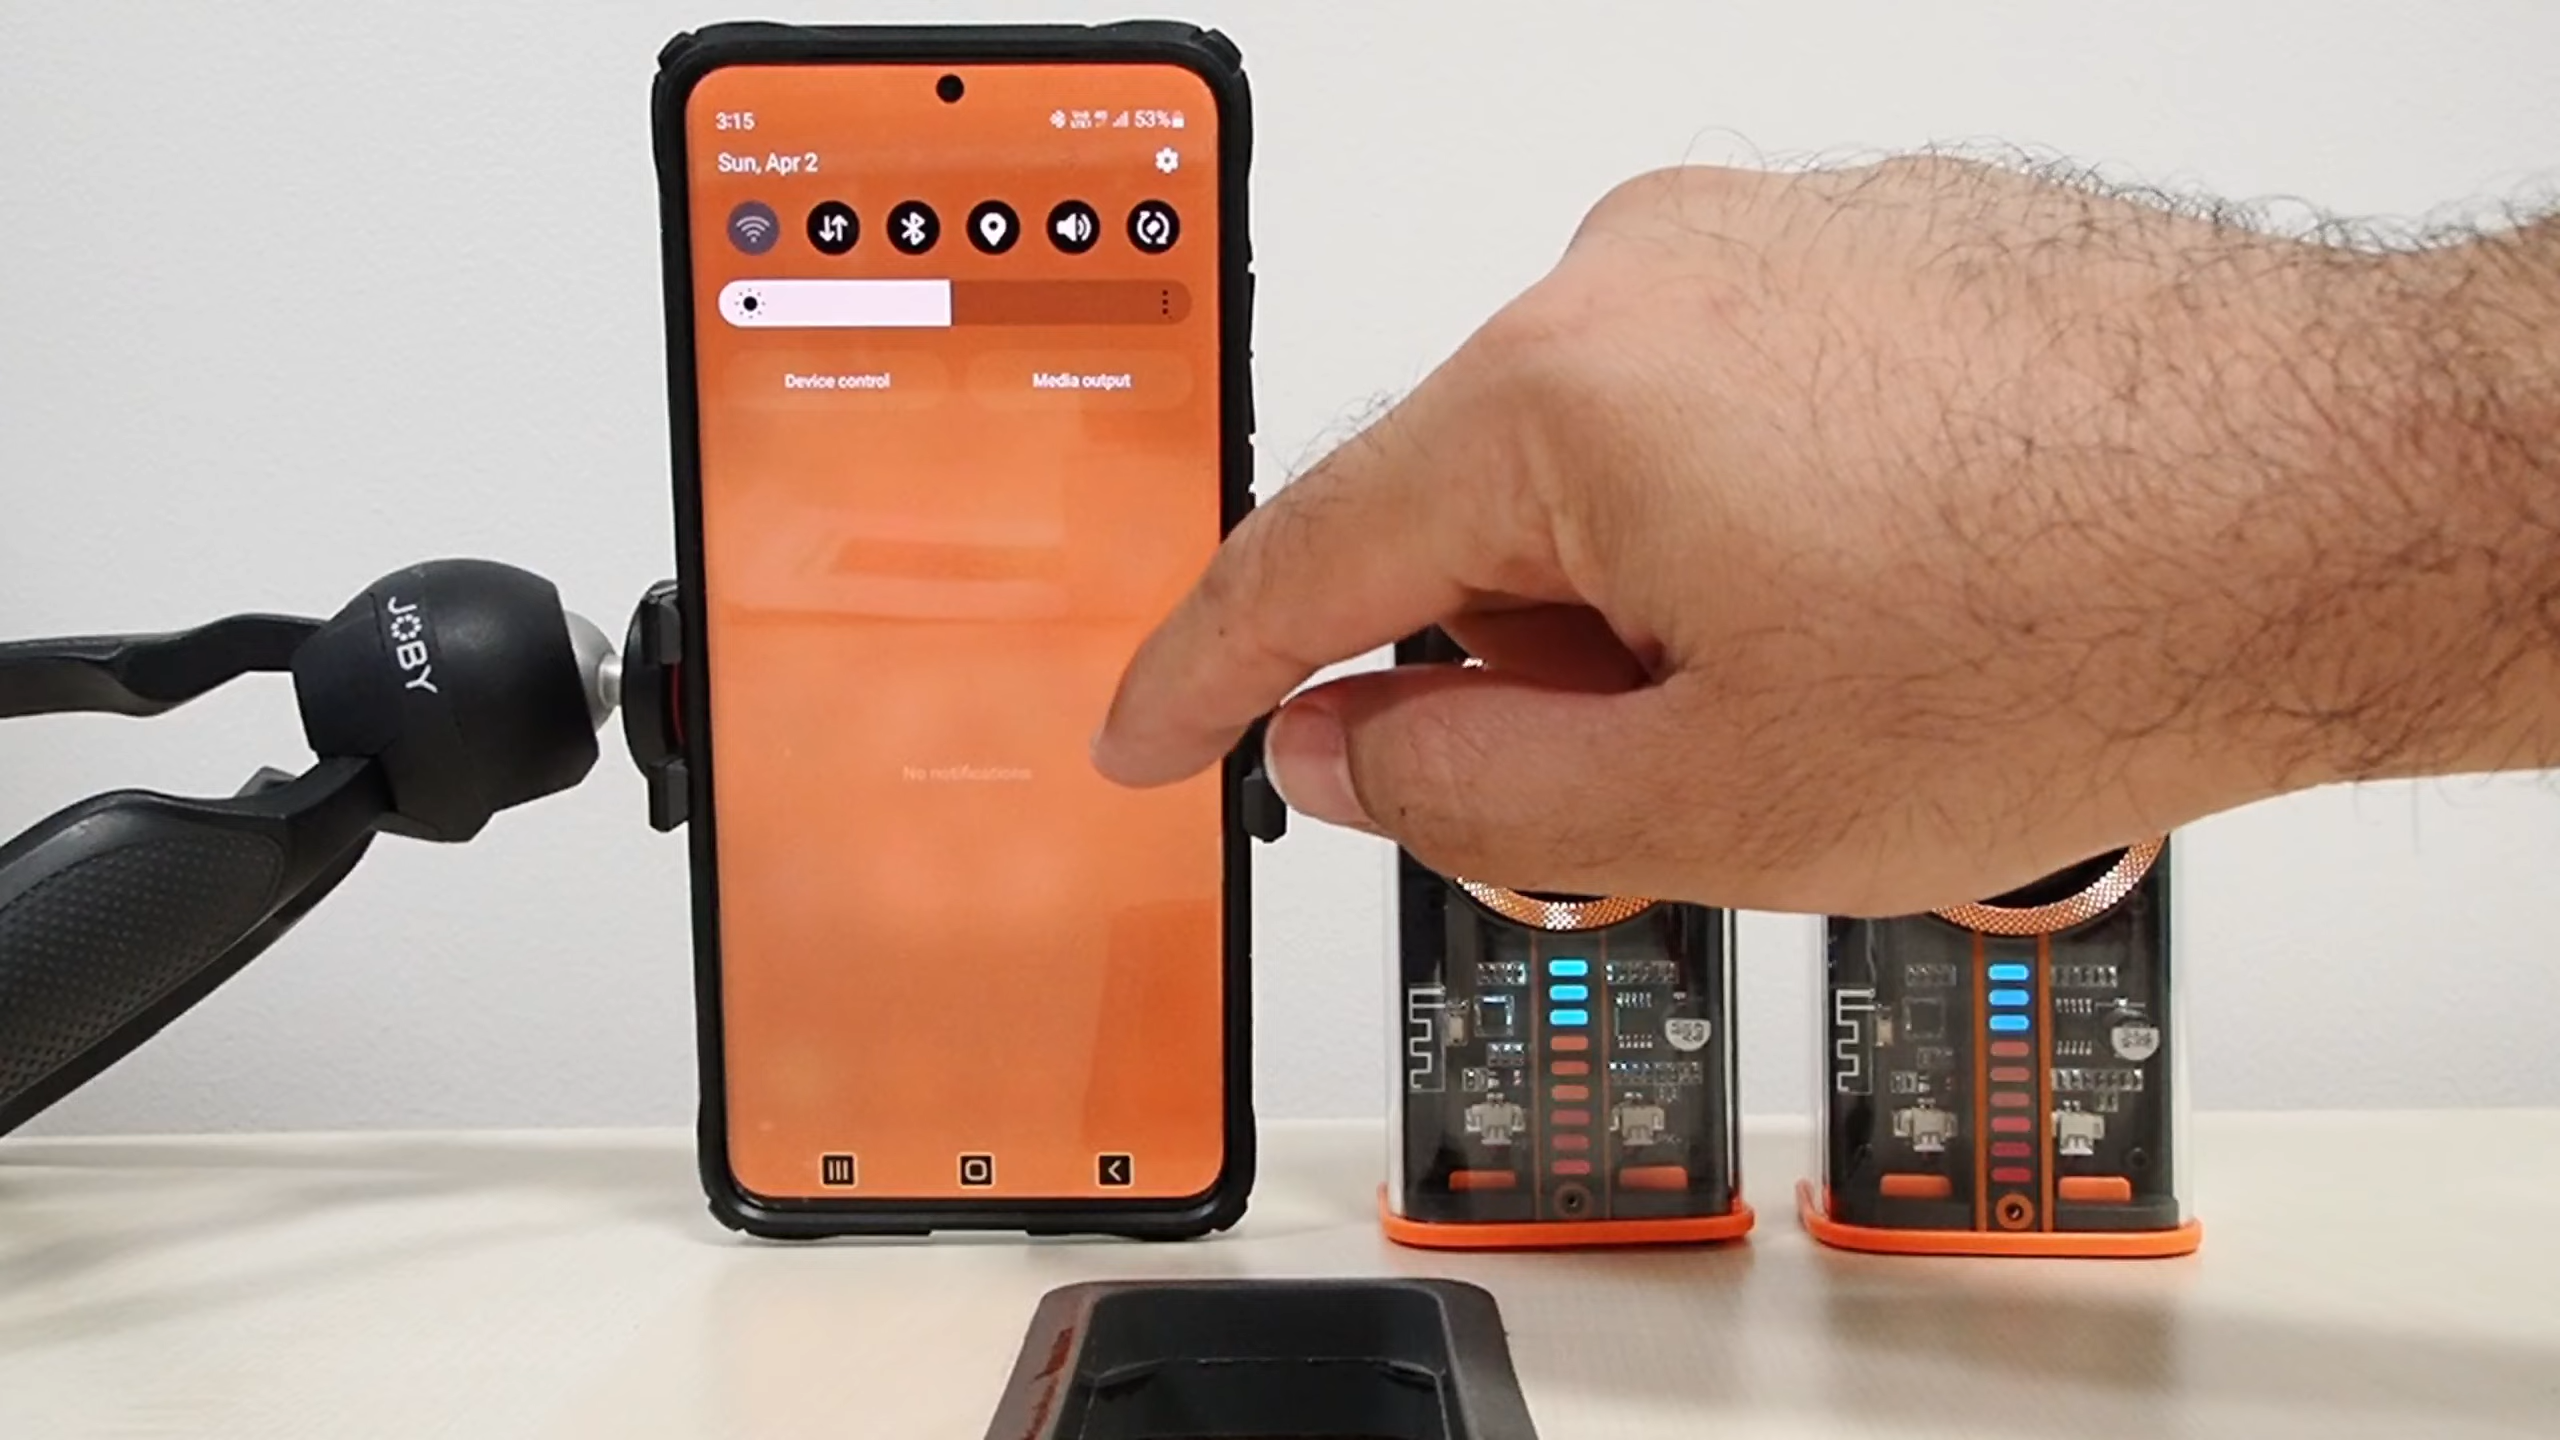 3:15
53%
Sun, Apr 2
Device control
Media output
No notifications
JOBY